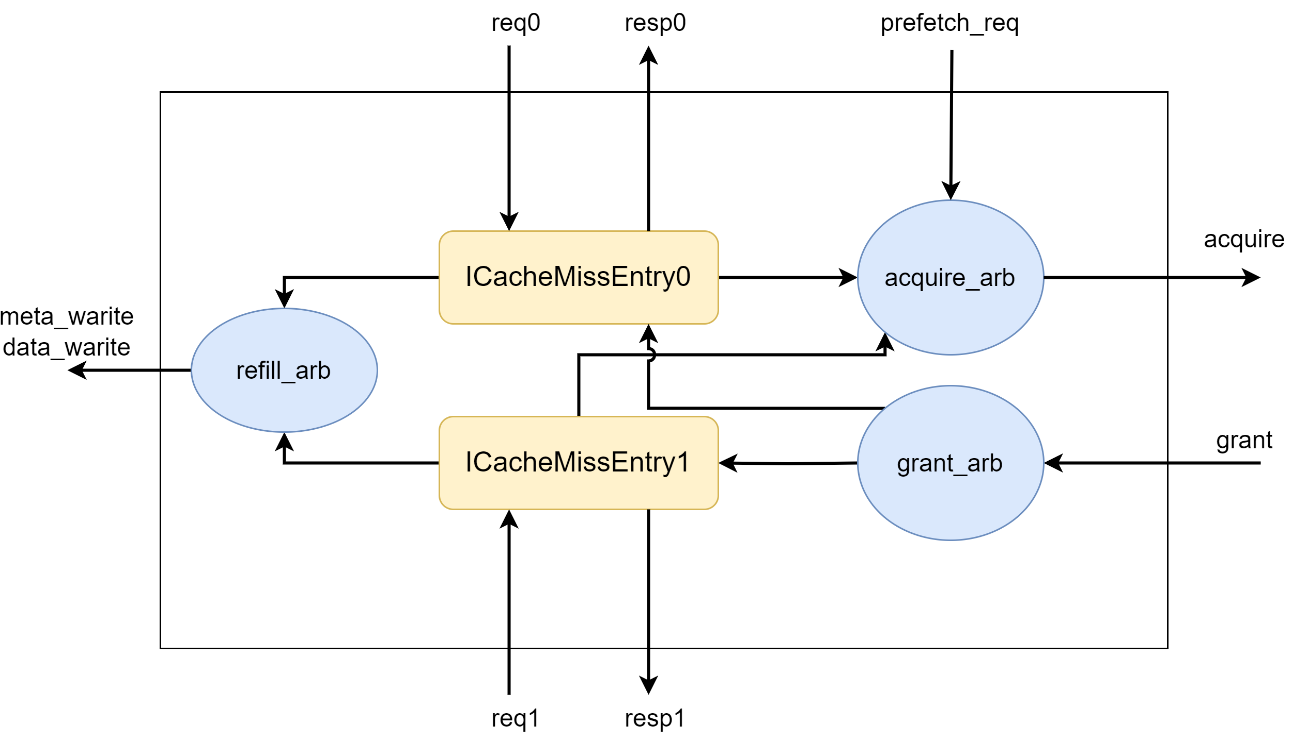 req0
resp0
prefetch_req
acquire
ICacheMissEntry0
acquire_arb
meta_warite
data_warite
refill_arb
grant
ICacheMissEntry1
grant_arb
req1
resp1